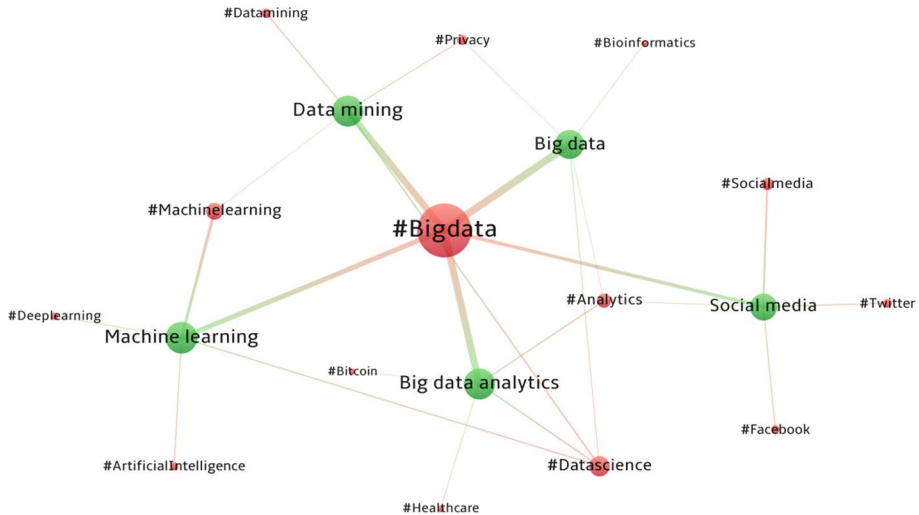 #Datamining
#Privacy
#Bioinformatics
Data mining
Big data
#Socialmedia
#Machinelearning
#Bigdata
#Analytics
Social media
#Twitter
#Deeplearning
Machine learning
#Bitcoin
Big data analytics
#Facebook
#ArtificialIntelligence
#Datascience
#Healthcare